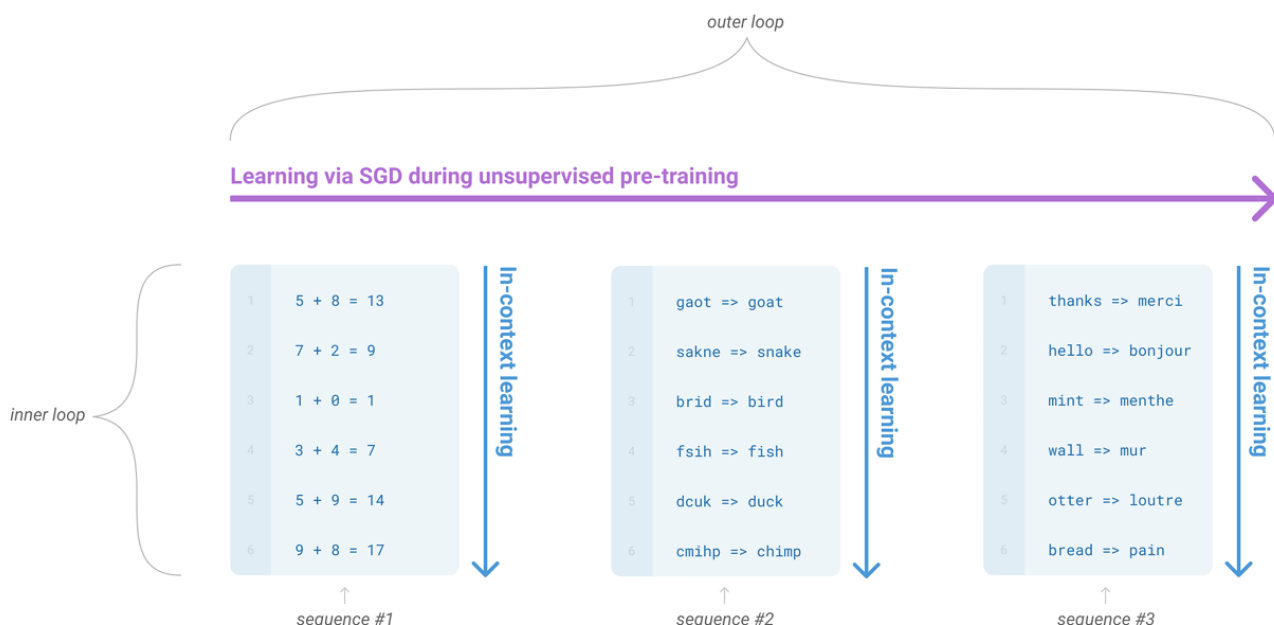 outer loop
Learning via SGD during unsupervised pre-training
inner loop
1 5 + 8 = 13
2 7 + 2 = 9
3 1 + 0 = 1
4 3 + 4 = 7
5 5 + 9 = 14
6 9 + 8 = 17
In-context learning
sequence #1
1 gaot => goat
2 sakne => snake
3 brid => bird
4 fsih => fish
5 dcuk => duck
6 cmihp => chimp
In-context learning
sequence #2
1 thanks => merci
2 hello => bonjour
3 mint => menthe
4 wall => mur
5 otter => loutre
6 bread => pain
In-context learning
sequence #3